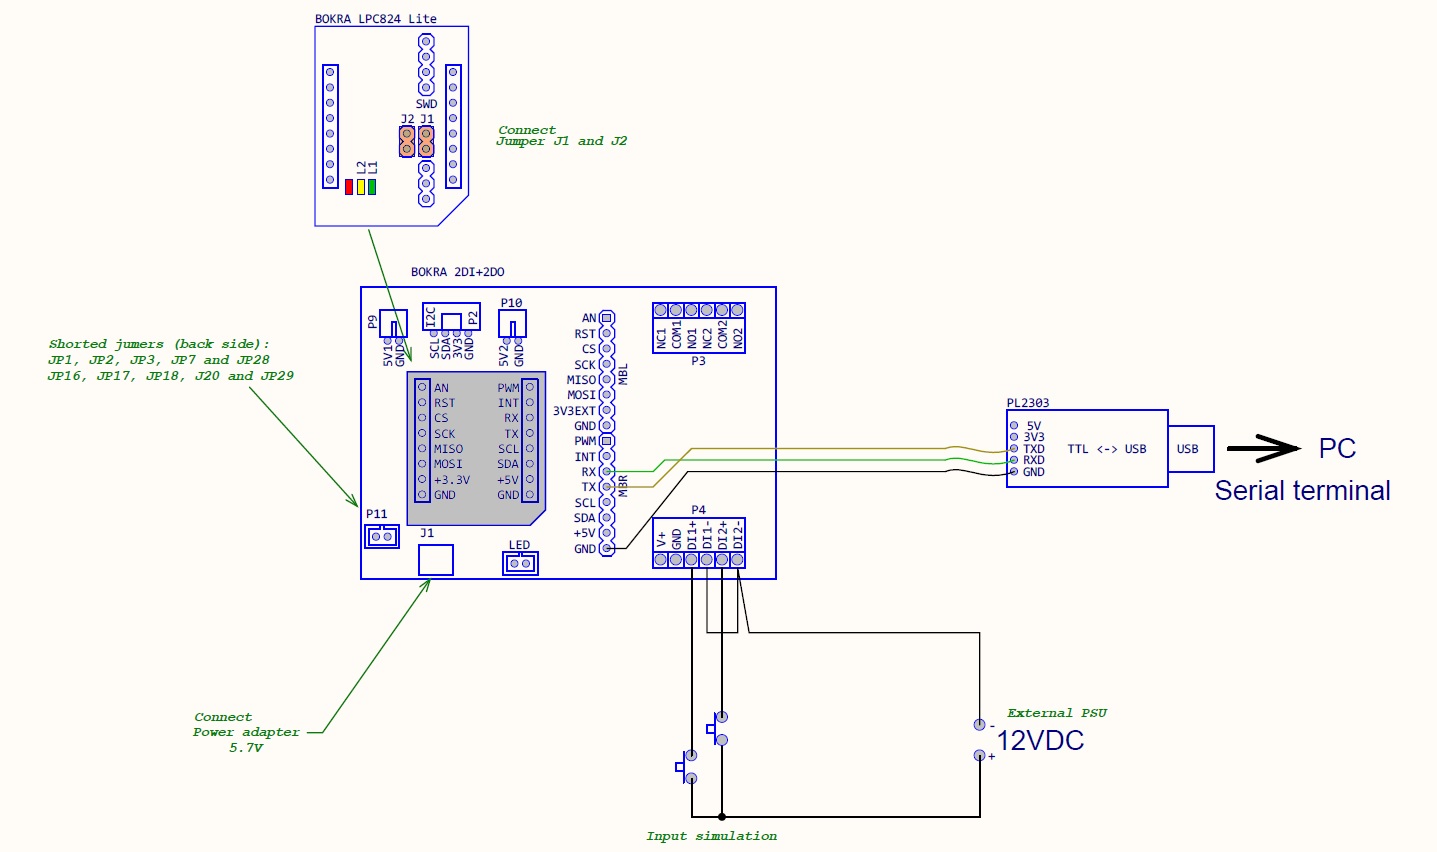 BOKRA LPC824 Lite
SWD
J2 J1
L2
L1
Connect
Jumper J1 and J2
BOKRA 2DI+2DO
P9
5V1
GND
I2C
P2
SCL
SDA
3V3
GND
P10
5V2
GND
AN
RST
CS
SCK
MISO
MOSI
3V3EXT
GND
MBL
PWM
INT
RX
TX
SCL
SDA
+5V
GND
MBR
NC1
COM1
NO1
NC2
COM2
NO2
P3
Shorted jumers (back side):
JP1, JP2, JP3, JP7 and JP28
JP16, JP17, JP18, J20 and JP29
AN PWM
RST INT
CS RX
SCK TX
MISO SCL
MOSI SDA
+3.3V +5V
GND GND
PL2303
5V
3V3
TXD
RXD
GND
TTL <-> USB
USB
PC
Serial terminal
P11
J1
LED
P4
V+
GND
DI1+
DI1-
DI2+
DI2-
Connect
Power adapter
5.7V
External PSU
-
12VDC
+
Input simulation